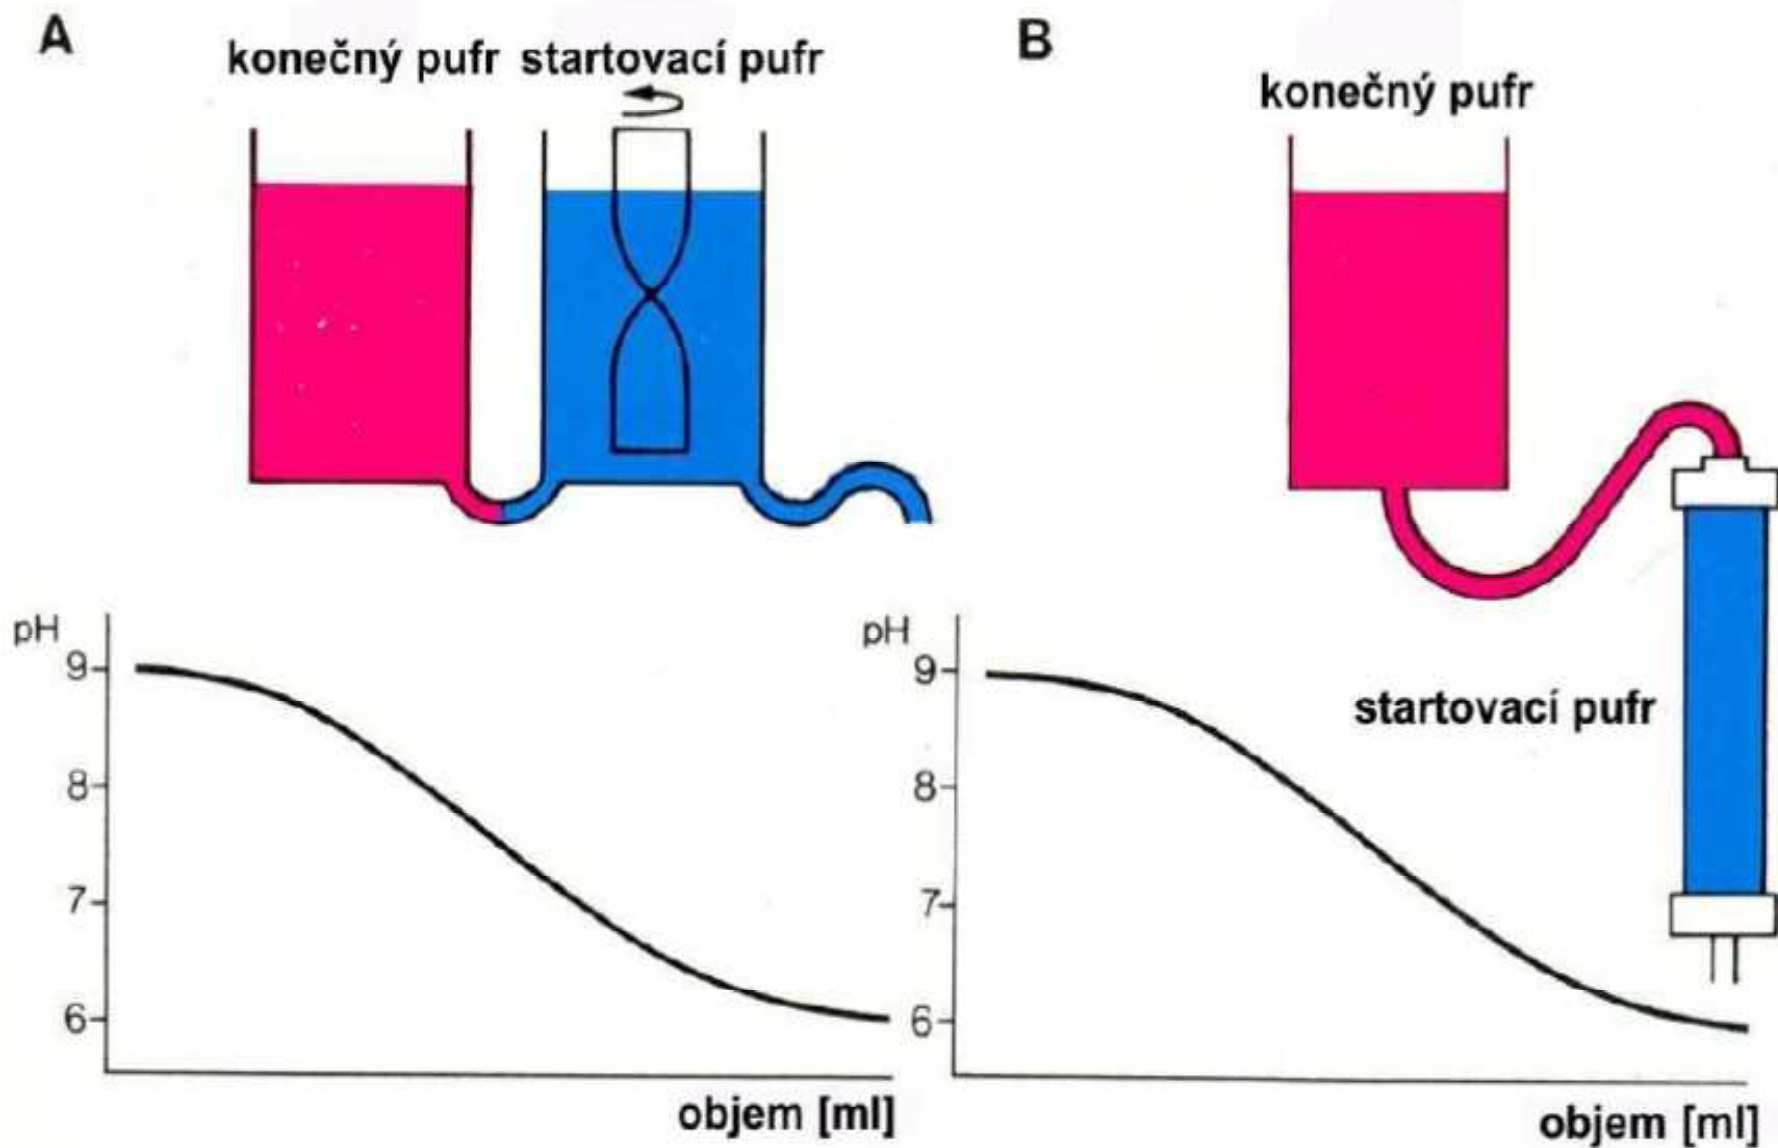 A
konečný pufr startovací pufr
pH
9
8
7
6
objem [ml]
B
konečný pufr
startovací pufr
pH
9
8
7
6
objem [ml]